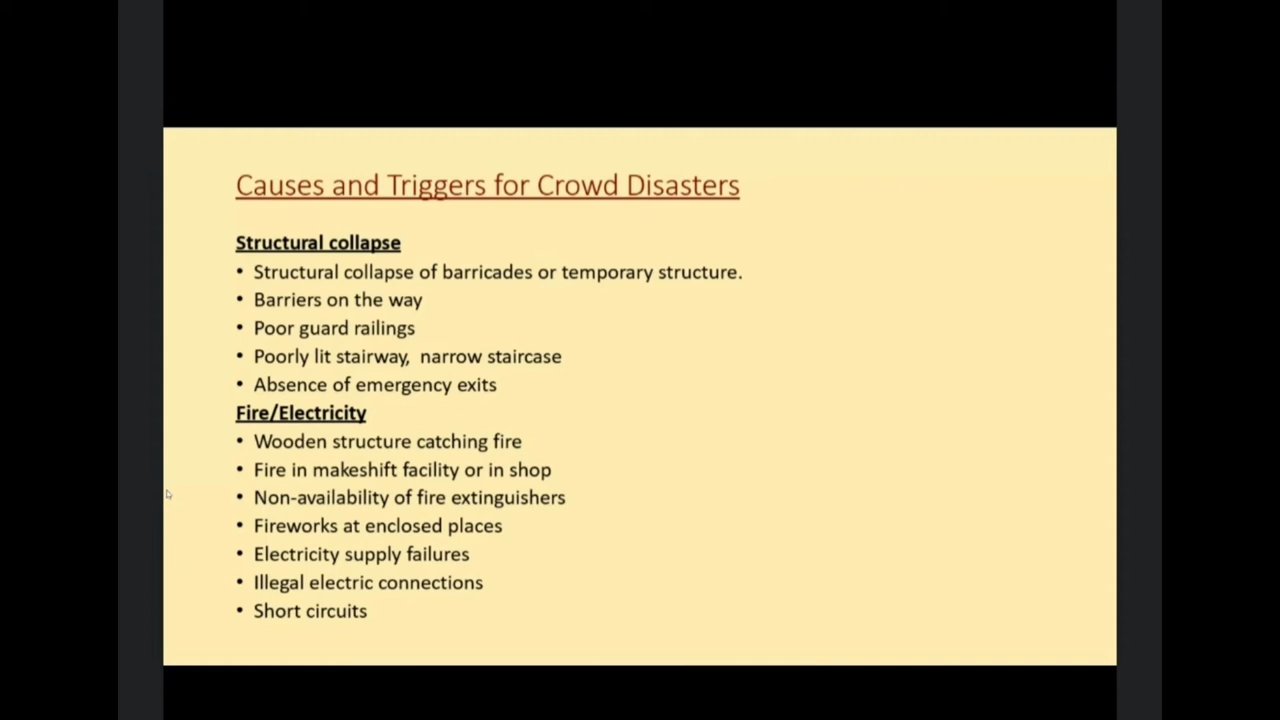 Causes and Triggers for Crowd Disasters
Structural collapse
• Structural collapse of barricades or temporary structure.
• Barriers on the way
• Poor guard railings
• Poorly lit stairway,  narrow staircase
• Absence of emergency exits
Fire/Electricity
• Wooden structure catching fire
• Fire in makeshift facility or in shop
• Non-availability of fire extinguishers
• Fireworks at enclosed places
• Electricity supply failures
• Illegal electric connections
• Short circuits